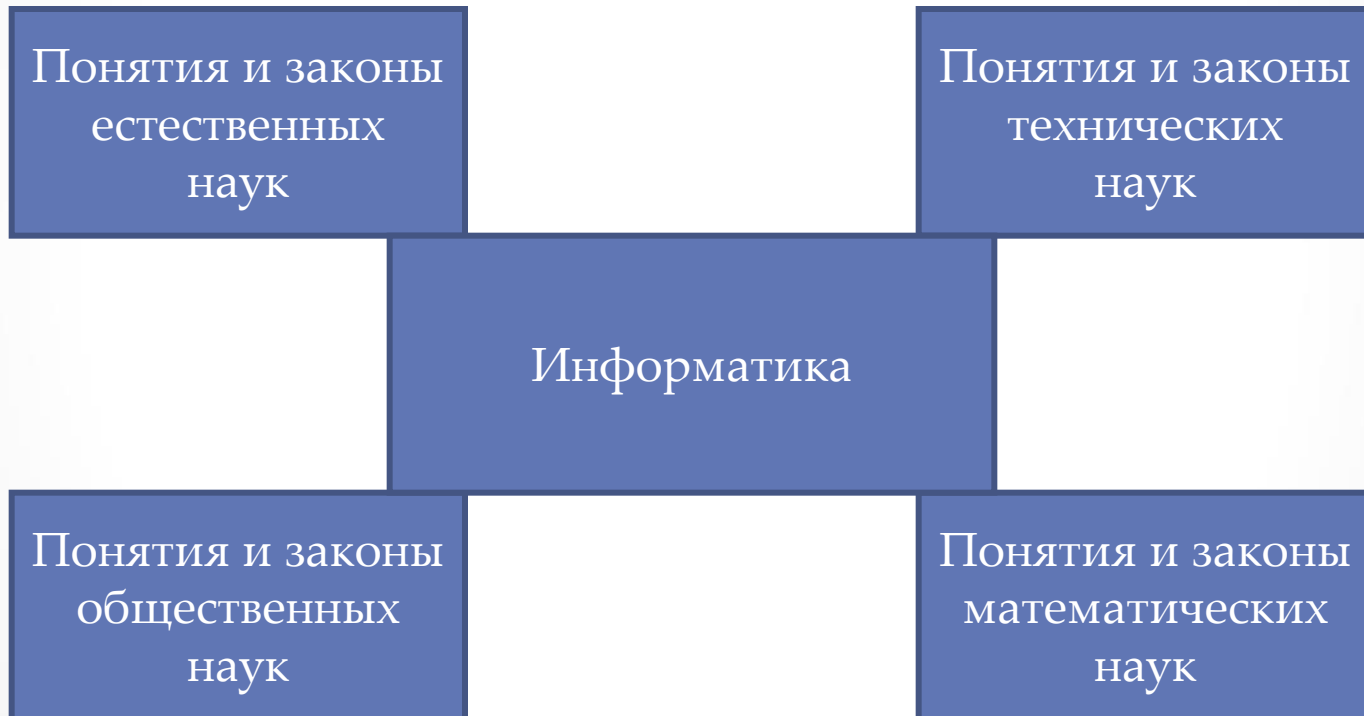 Понятия и законы
естественных
наук
Понятия и законы
технических
наук
Информатика
Понятия и законы
общественных
наук
Понятия и законы
математических
наук